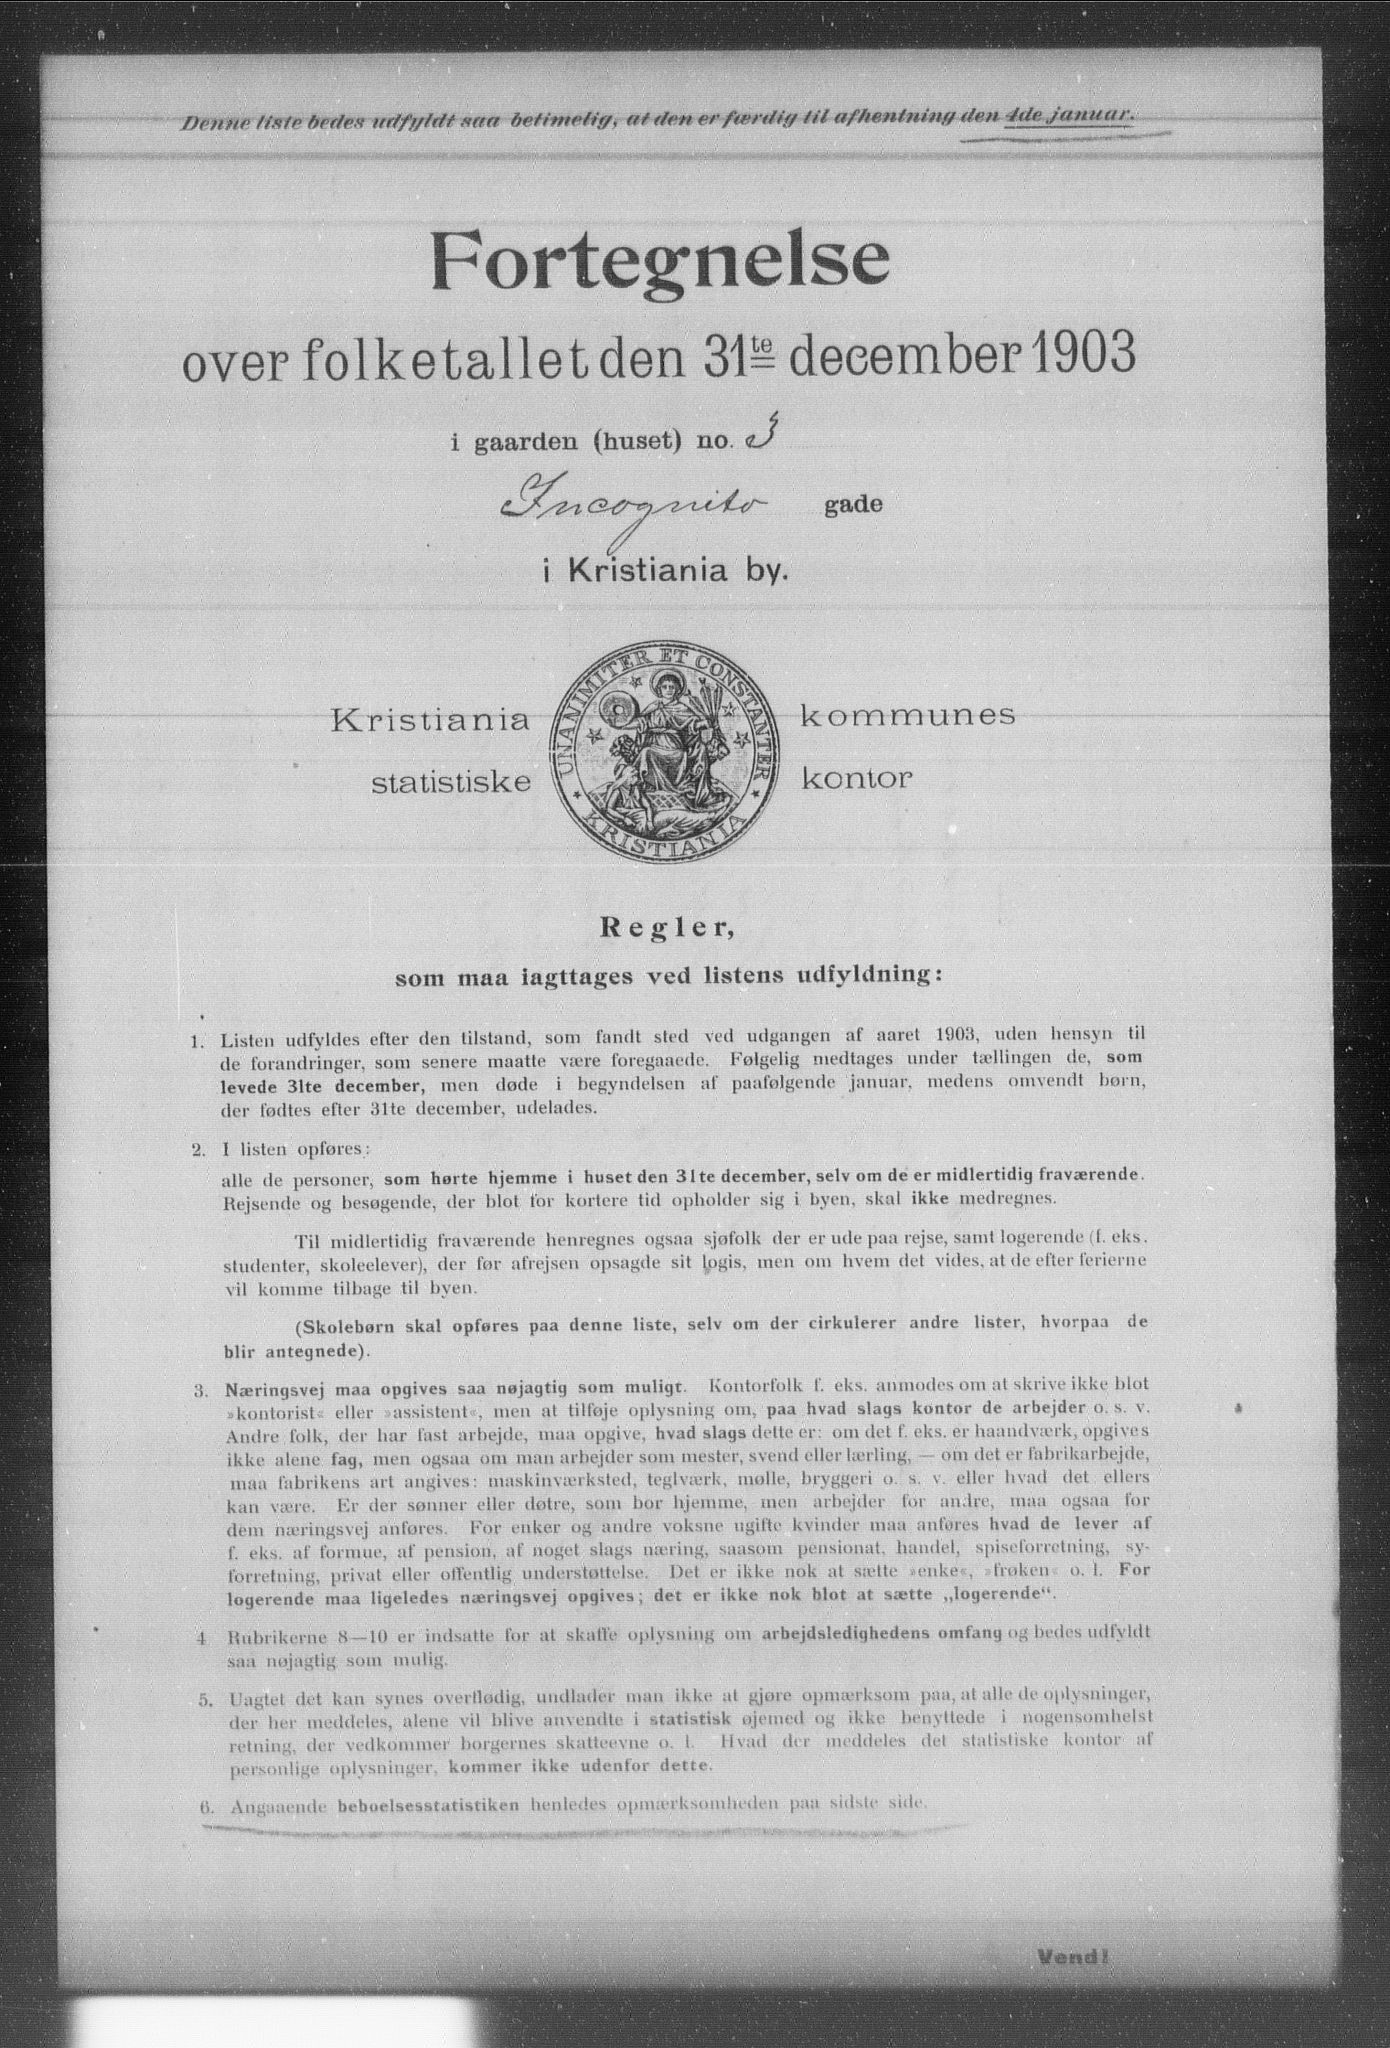 Denne liste bedes udfyldt saa betimelig, at den er færdig til afhentning den 4de januar.
Fortegnelse
over folketallet den 31te december 1903
i gaarden (huset) no. 3
Incognito gade
i Kristiania by.
Kristiania kommunes
statistiske kontor
UNANIMITER ET CONSTANTER
KRISTIANIA
Regler,
som maa iagttages ved listens udfyldning:
1. Listen udfyldes efter den tilstand, som fandt sted ved udgangen af aaret 1903, uden hensyn til
de forandringer, som senere maatte være foregaaede. Følgelig medtages under tællingen de, som
levede 31te december, men døde i begyndelsen af paafølgende januar, medens omvendt børn,
der fødtes efter 31te december, udelades.
2. I listen opføres:
alle de personer, som hørte hjemme i huset den 31te december, selv om de er midlertidig fraværende.
Rejsende og besøgende, der blot for kortere tid opholder sig i byen, skal ikke medregnes.
Til midlertidig fraværende henregnes ogsaa sjøfolk der er ude paa rejse, samt logerende (f. eks.
studenter, skoleelever), der før afrejsen opsagde sit logis, men om hvem det vides, at de efter ferierne
vil komme tilbage til byen.
(Skolebørn skal opføres paa denne liste, selv om der cirkulerer andre lister, hvorpaa de
blir antegnede).
3. Næringsvej maa opgives saa nøjagtig som muligt. Kontorfolk f. eks. anmodes om at skrive ikke blot
»kontorist« eller »assistent«, men at tilføje oplysning om, paa hvad slags kontor de arbejder o. s. v.
Andre folk, der har fast arbejde, maa opgive, hvad slags dette er: om det f. eks. er haandværk, opgives
ikke alene fag, men ogsaa om man arbejder som mester, svend eller lærling, — om det er fabrikarbejde,
maa fabrikens art angives: maskinværksted, teglværk, mølle, bryggeri o. s. v. eller hvad det ellers
kan være. Er der sønner eller døtre, som bor hjemme, men arbejder for andre, maa ogsaa for
dem næringsvej anføres. For enker og andre voksne ugifte kvinder maa anføres hvad de lever af
f. eks. af formue, af pension, af noget slags næring, saasom pensionat, handel, spiseforretning, sy-
forretning, privat eller offentlig understøttelse. Det er ikke nok at sætte »enke«, »frøken« o. l. For
logerende maa ligeledes næringsvej opgives; det er ikke nok blot at sætte „logerende“.
4 Rubrikerne 8—10 er indsatte for at skaffe oplysning om arbejdsledighedens omfang og bedes udfyldt
saa nøjagtig som mulig.
5. Uagtet det kan synes overflødig, undlader man ikke at gjøre opmærksom paa, at alle de oplysninger,
der her meddeles, alene vil blive anvendte i statistisk øjemed og ikke benyttede i nogensomhelst
retning, der vedkommer borgernes skatteevne o. l. Hvad der meddeles det statistiske kontor af
personlige oplysninger, kommer ikke udenfor dette.
6. Angaaende beboelsesstatistiken henledes opmærksomheden paa sidste side.
Vend!